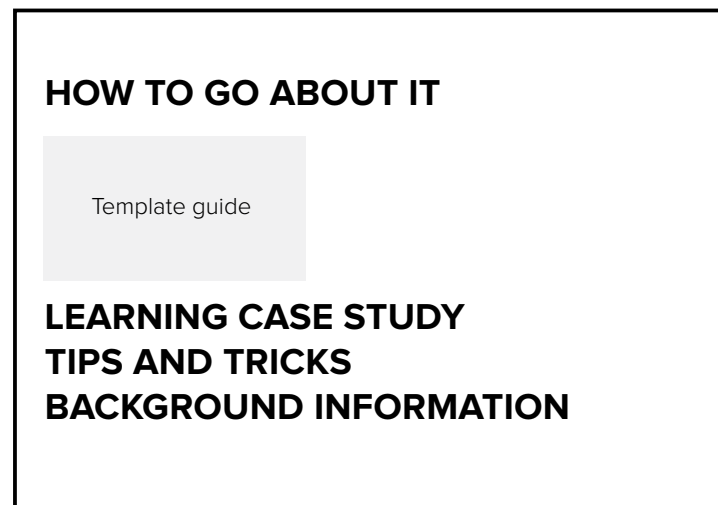 HOW TO GO ABOUT IT
Template guide
LEARNING CASE STUDY
TIPS AND TRICKS
BACKGROUND INFORMATION